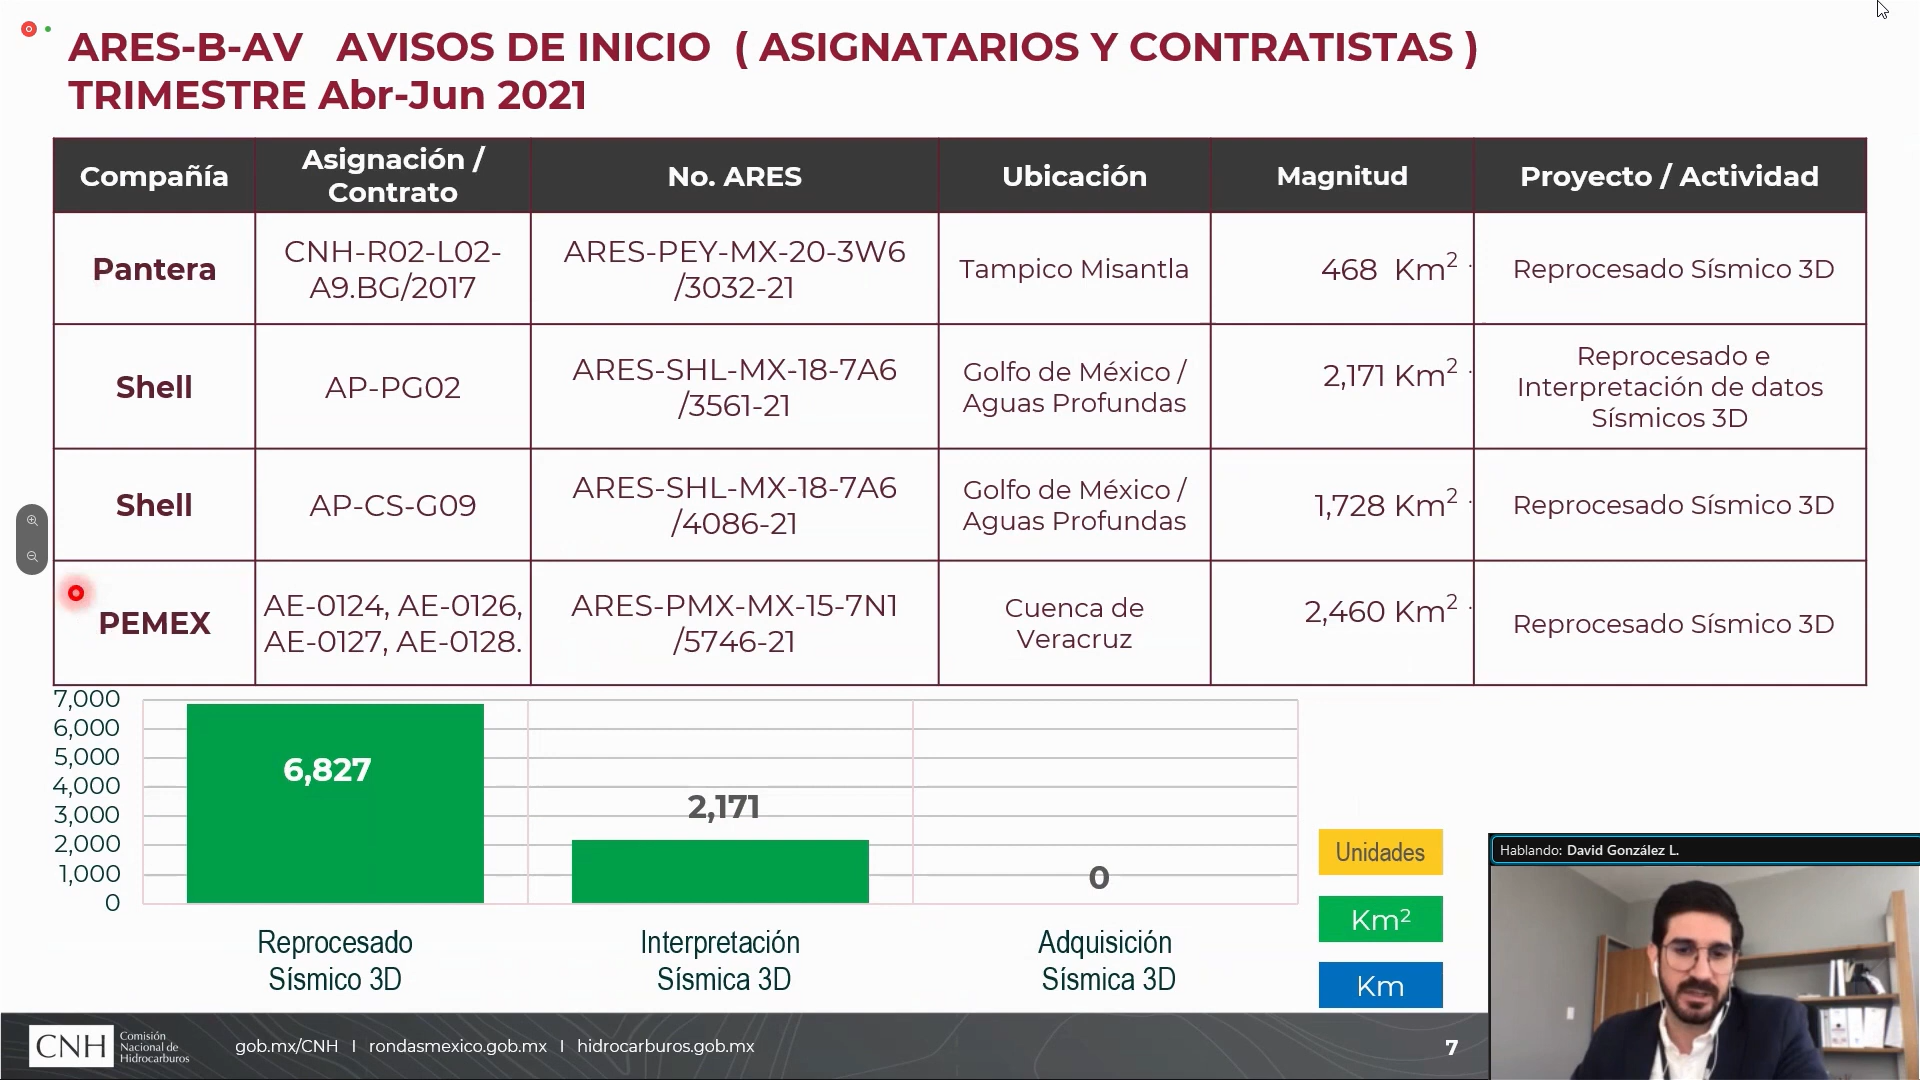 ARES-B-AV AVISOS DE INICIO ( ASIGNATARIOS Y CONTRATISTAS )
TRIMESTRE Abr-Jun 2021
Compañía
Asignación /
Contrato
No. ARES
Ubicación
Magnitud
Proyecto / Actividad
Pantera
CNH-R02-L02-
A9.BG/2017
ARES-PEY-MX-20-3W6
/3032-21
Tampico Misantla
468 Km²
Reprocesado Sísmico 3D
Shell
AP-PG02
ARES-SHL-MX-18-7A6
/3561-21
Golfo de México /
Aguas Profundas
2,171 Km²
Reprocesado e
Interpretación de datos
Sísmicos 3D
Shell
AP-CS-G09
ARES-SHL-MX-18-7A6
/4086-21
Golfo de México /
Aguas Profundas
1,728 Km²
Reprocesado Sísmico 3D
PEMEX
AE-0124, AE-0126,
AE-0127, AE-0128.
ARES-PMX-MX-15-7N1
/5746-21
Cuenca de
Veracruz
2,460 Km²
Reprocesado Sísmico 3D
7,000
6,000
5,000
4,000
3,000
2,000
1,000
0
6,827
2,171
0
Reprocesado
Sísmico 3D
Interpretación
Sísmica 3D
Adquisición
Sísmica 3D
Unidades
Km²
Km
Hablando: David González L.
CNH
Comisión
Nacional de
Hidrocarburos
gob.mx/CNH I rondasmexico.gob.mx I hidrocarburos.gob.mx
7